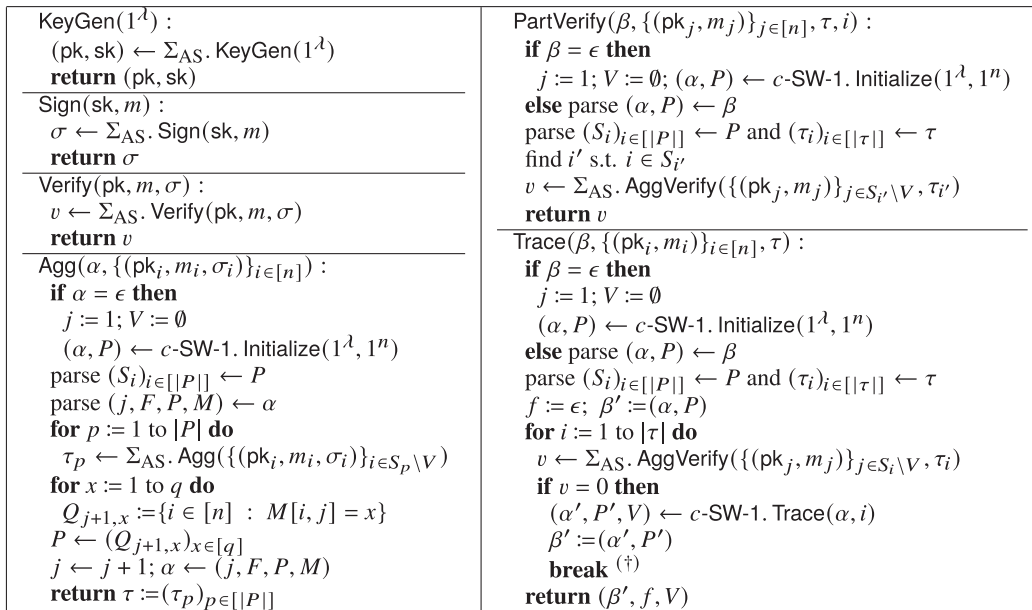 KeyGen(1^λ) :
(pk, sk) ← Σ_AS. KeyGen(1^λ)
return (pk, sk)
Sign(sk, m) :
σ ← Σ_AS. Sign(sk, m)
return σ
Verify(pk, m, σ) :
v ← Σ_AS. Verify(pk, m, σ)
return v
Agg(α, {(pk_i, m_i, σ_i)}_{i∈[n]}) :
if α = ϵ then
j := 1; V := ∅
(α, P) ← c-SW-1. Initialize(1^λ, 1^n)
parse (S_i)_{i∈[|P|]} ← P
parse (j, F, P, M) ← α
for p := 1 to |P| do
τ_p ← Σ_AS. Agg({(pk_i, m_i, σ_i)}_{i∈S_p\V})
for x := 1 to q do
Q_{j+1,x} := {i ∈ [n] : M[i, j] = x}
P ← (Q_{j+1,x})_{x∈[q]}
j ← j + 1; α ← (j, F, P, M)
return τ := (τ_p)_{p∈[|P|]}
PartVerify(β, {(pk_j, m_j)}_{j∈[n]}, τ, i) :
if β = ϵ then
j := 1; V := ∅; (α, P) ← c-SW-1. Initialize(1^λ, 1^n)
else parse (α, P) ← β
parse (S_i)_{i∈[|P|]} ← P and (τ_i)_{i∈[|τ|]} ← τ
find i′ s.t. i ∈ S_{i′}
v ← Σ_AS. AggVerify({(pk_j, m_j)}_{j∈S_{i′}\V}, τ_{i′})
return v
Trace(β, {(pk_i, m_i)}_{i∈[n]}, τ) :
if β = ϵ then
j := 1; V := ∅
(α, P) ← c-SW-1. Initialize(1^λ, 1^n)
else parse (α, P) ← β
parse (S_i)_{i∈[|P|]} ← P and (τ_i)_{i∈[|τ|]} ← τ
f := ϵ; β′ := (α, P)
for i := 1 to |τ| do
v ← Σ_AS. AggVerify({(pk_j, m_j)}_{j∈S_i\V}, τ_i)
if v = 0 then
(α′, P′, V) ← c-SW-1. Trace(α, i)
β′ := (α′, P′)
break (†)
return (β′, f, V)